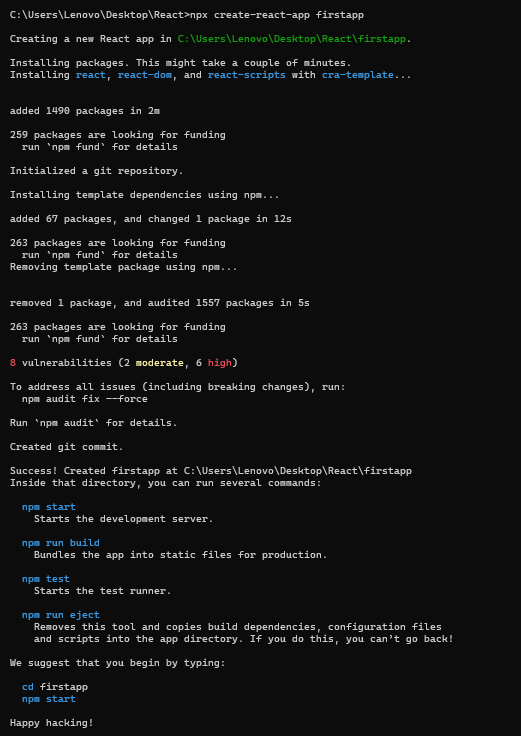 C:\Users\Lenovo\Desktop\React>npx create-react-app firstapp
Creating a new React app in C:\Users\Lenovo\Desktop\React\firstapp.
Installing packages. This might take a couple of minutes.
Installing react, react-dom, and react-scripts with cra-template...
added 1490 packages in 2m
259 packages are looking for funding
  run `npm fund` for details
Initialized a git repository.
Installing template dependencies using npm...
added 67 packages, and changed 1 package in 12s
263 packages are looking for funding
  run `npm fund` for details
Removing template package using npm...
removed 1 package, and audited 1557 packages in 5s
263 packages are looking for funding
  run `npm fund` for details
8 vulnerabilities (2 moderate, 6 high)
To address all issues (including breaking changes), run:
  npm audit fix --force
Run `npm audit` for details.
Created git commit.
Success! Created firstapp at C:\Users\Lenovo\Desktop\React\firstapp
Inside that directory, you can run several commands:
  npm start
    Starts the development server.
  npm run build
    Bundles the app into static files for production.
  npm test
    Starts the test runner.
  npm run eject
    Removes this tool and copies build dependencies, configuration files
    and scripts into the app directory. If you do this, you can't go back!
We suggest that you begin by typing:
  cd firstapp
  npm start
Happy hacking!